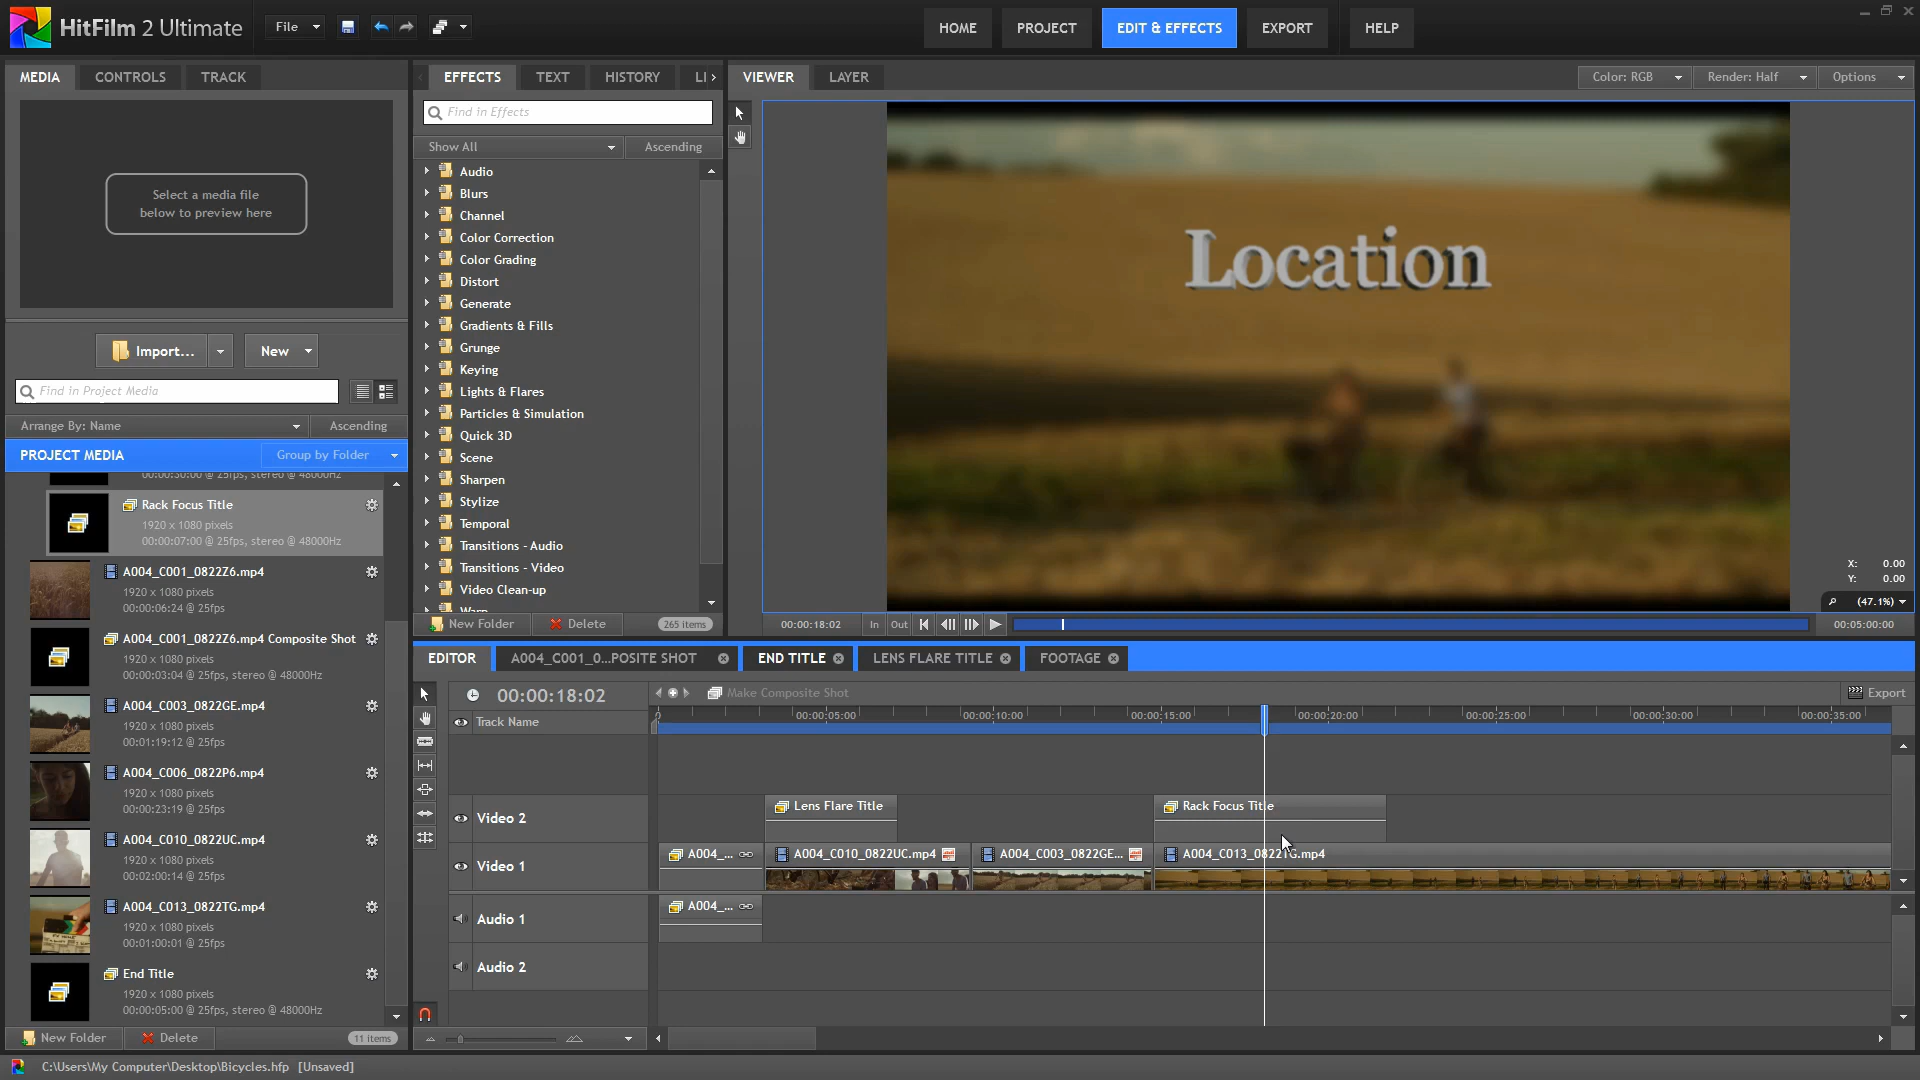 HitFilm 2 Ultimate
File
HOME
PROJECT
EDIT & EFFECTS
EXPORT
HELP
MEDIA
CONTROLS
TRACK
Select a media file
below to preview here
Import...
New
Find in Project Media
Arrange By: Name
Ascending
PROJECT MEDIA
Group by Folder
00:00:30:00 @ 25fps, stereo @ 48000Hz
Rack Focus Title
1920 x 1080 pixels
00:00:07:00 @ 25fps, stereo @ 48000Hz
A004_C001_0822Z6.mp4
1920 x 1080 pixels
00:00:06:24 @ 25fps
A004_C001_0822Z6.mp4 Composite Shot
1920 x 1080 pixels
00:00:03:04 @ 25fps, stereo @ 48000Hz
A004_C003_0822GE.mp4
1920 x 1080 pixels
00:01:19:12 @ 25fps
A004_C006_0822P6.mp4
1920 x 1080 pixels
00:00:23:19 @ 25fps
A004_C010_0822UC.mp4
1920 x 1080 pixels
00:02:00:14 @ 25fps
A004_C013_0822TG.mp4
1920 x 1080 pixels
00:01:00:01 @ 25fps
End Title
1920 x 1080 pixels
00:00:05:00 @ 25fps, stereo @ 48000Hz
New Folder
Delete
11 items
EFFECTS
TEXT
HISTORY
LI
Find in Effects
Show All
Ascending
Audio
Blurs
Channel
Color Correction
Color Grading
Distort
Generate
Gradients & Fills
Grunge
Keying
Lights & Flares
Particles & Simulation
Quick 3D
Scene
Sharpen
Stylize
Temporal
Transitions - Audio
Transitions - Video
Video Clean-up
Warp
New Folder
Delete
265 items
VIEWER
LAYER
Color: RGB
Render: Half
Options
Location
X: 0.00
Y: 0.00
(47.1%)
00:00:18:02
In
Out
00:05:00:00
EDITOR
A004_C001_0...POSITE SHOT
END TITLE
LENS FLARE TITLE
FOOTAGE
00:00:18:02
Make Composite Shot
Export
Track Name
0
00:00:05:00
00:00:10:00
00:00:15:00
00:00:20:00
00:00:25:00
00:00:30:00
00:00:35:00
Video 2
Lens Flare Title
Rack Focus Title
Video 1
A004_...
A004_C010_0822UC.mp4
A004_C003_0822GE...
A004_C013_0822TG.mp4
Audio 1
A004_...
Audio 2
C:\Users\My Computer\Desktop\Bicycles.hfp [Unsaved]